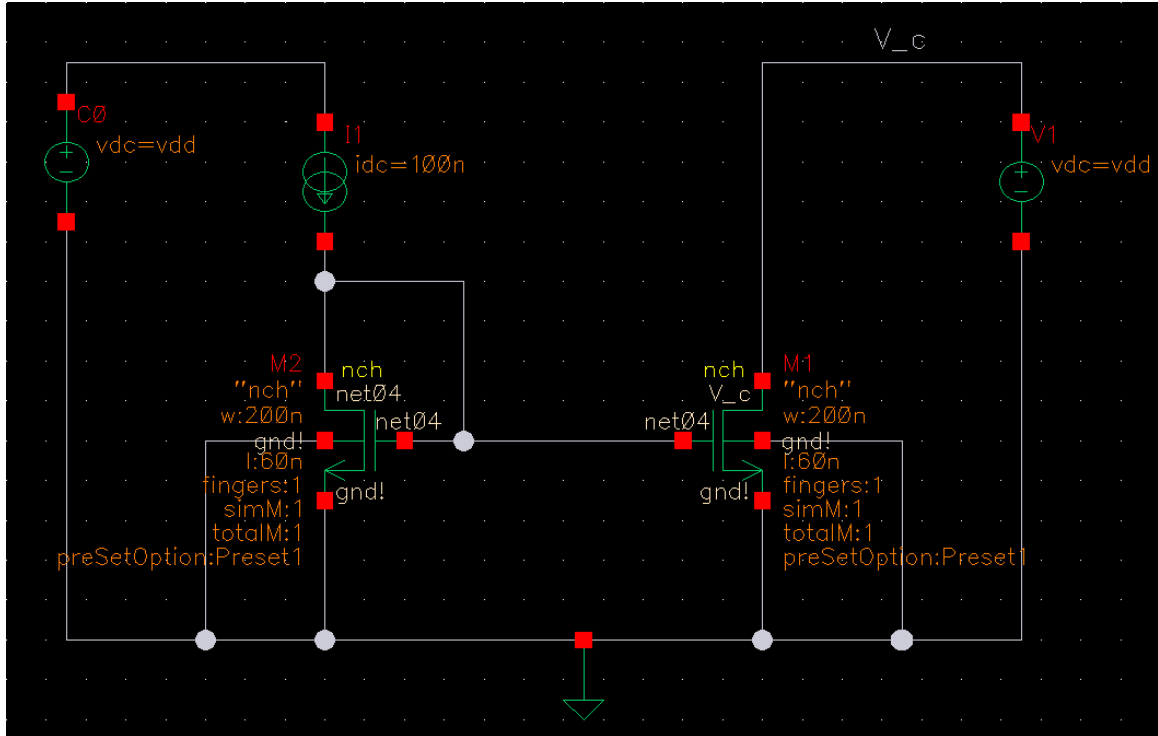 V_c
C0
vdc=vdd
I1
idc=100n
V1
vdc=vdd
M2
nch
"nch"
net04
w:200n
net04
gnd!
l:60n
fingers:1
gnd!
simM:1
totalM:1
preSetOption:Preset1
nch
M1
V_c
"nch"
net04
w:200n
gnd!
l:60n
gnd!
fingers:1
simM:1
totalM:1
preSetOption:Preset1